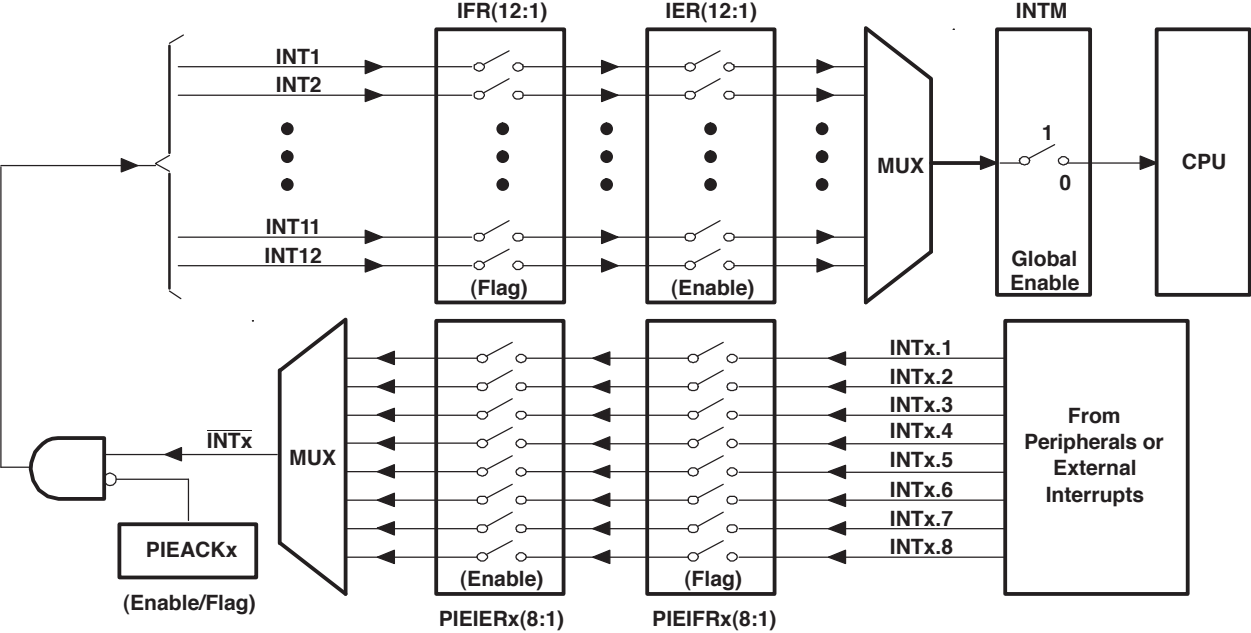 IFR(12:1)
IER(12:1)
INTM
INT1
INT2
INT11
INT12
(Flag)
(Enable)
MUX
1
0
Global
Enable
CPU
INTx.1
INTx.2
INTx.3
INTx.4
INTx.5
INTx.6
INTx.7
INTx.8
From
Peripherals or
External
Interrupts
INTx
MUX
PIEACKx
(Enable/Flag)
(Enable)
(Flag)
PIEIERx(8:1)
PIEIFRx(8:1)